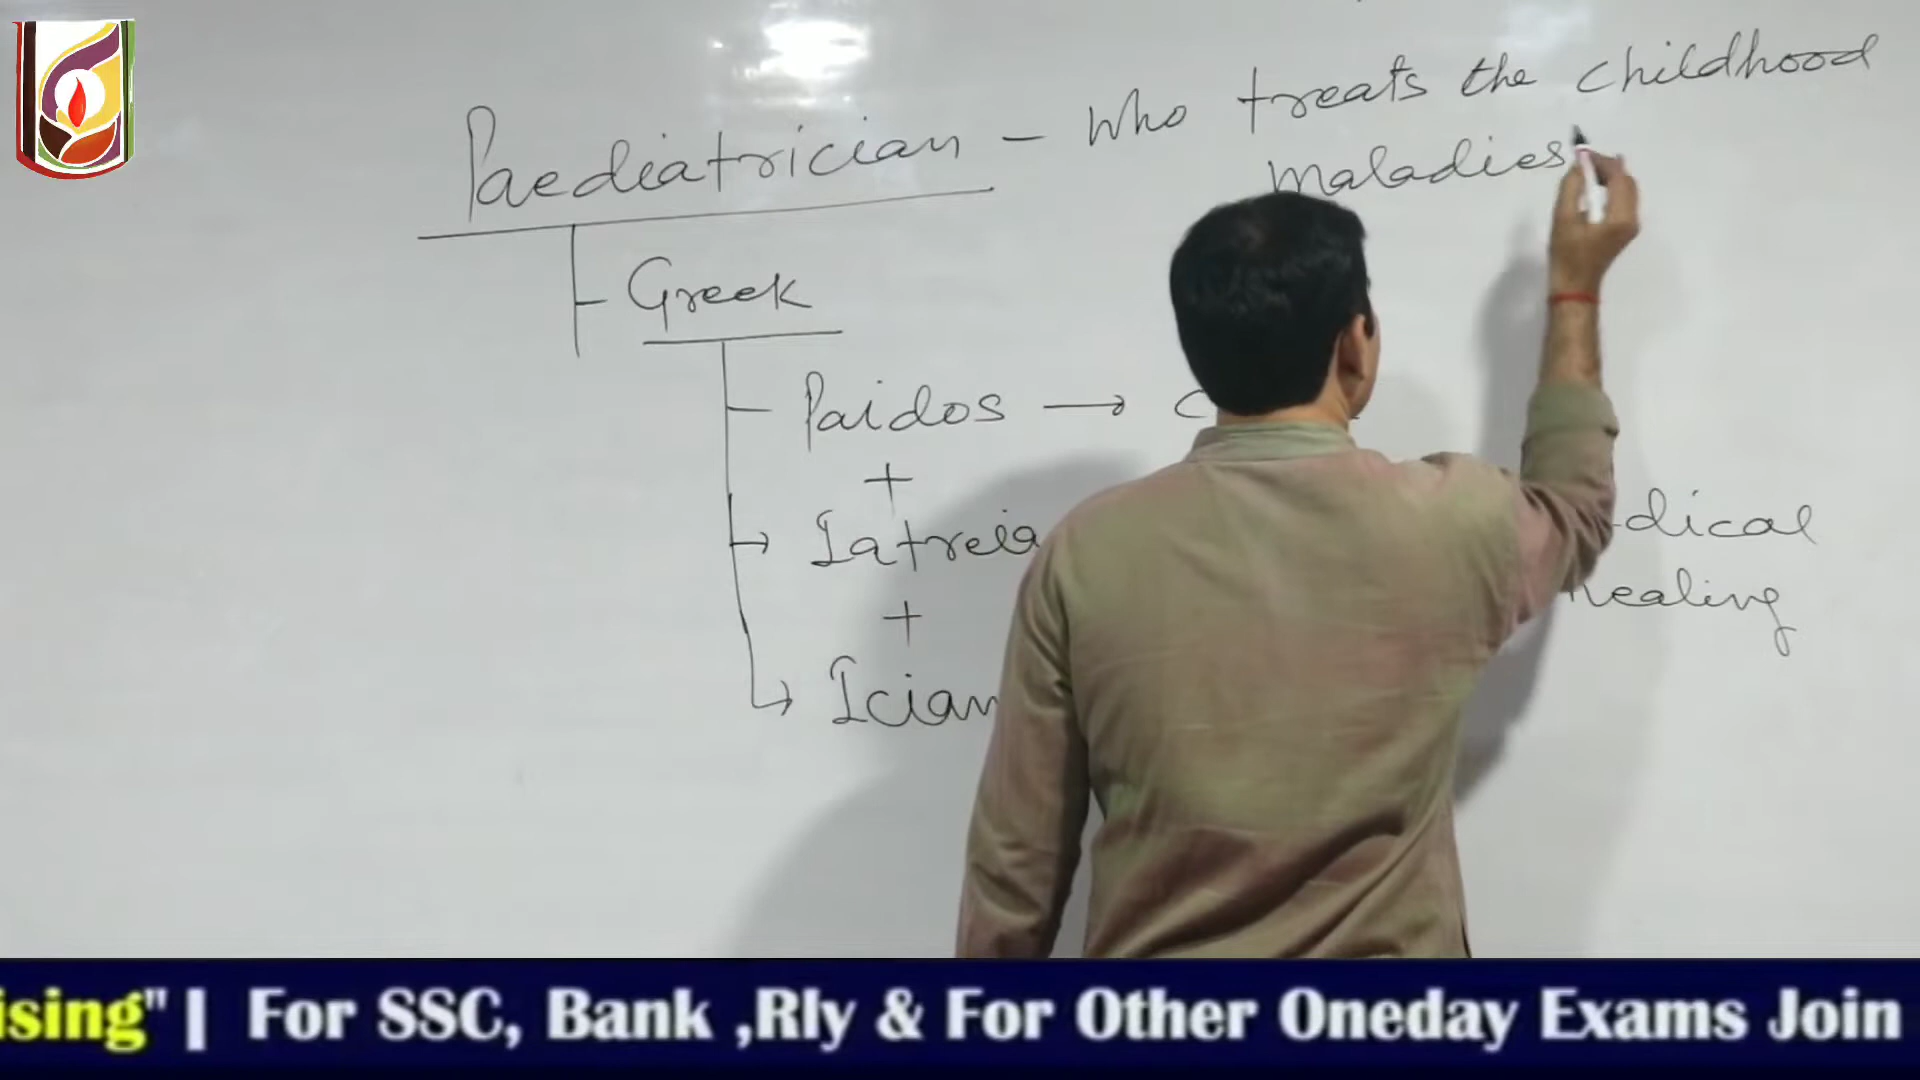 Paediatrician - Who treats the childhood
maladies
Greek
Paidos →
+
Iatreia
dical
+
healing
Ician
ising" | For SSC, Bank ,Rly & For Other Oneday Exams Join